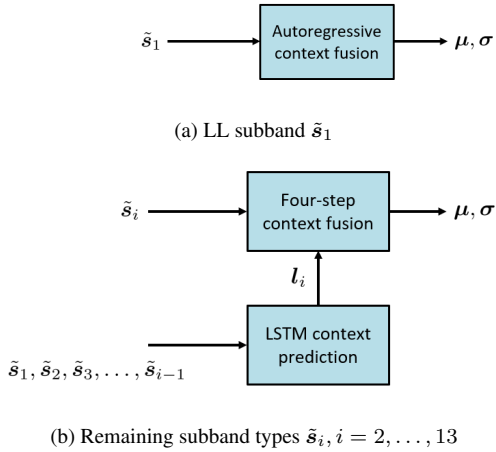 s̃₁
Autoregressive
context fusion
μ, σ
(a) LL subband s̃₁
s̃ᵢ
Four-step
context fusion
μ, σ
lᵢ
LSTM context
prediction
s̃₁, s̃₂, s̃₃, . . . , s̃ᵢ₋₁
(b) Remaining subband types s̃ᵢ, i = 2, . . . , 13